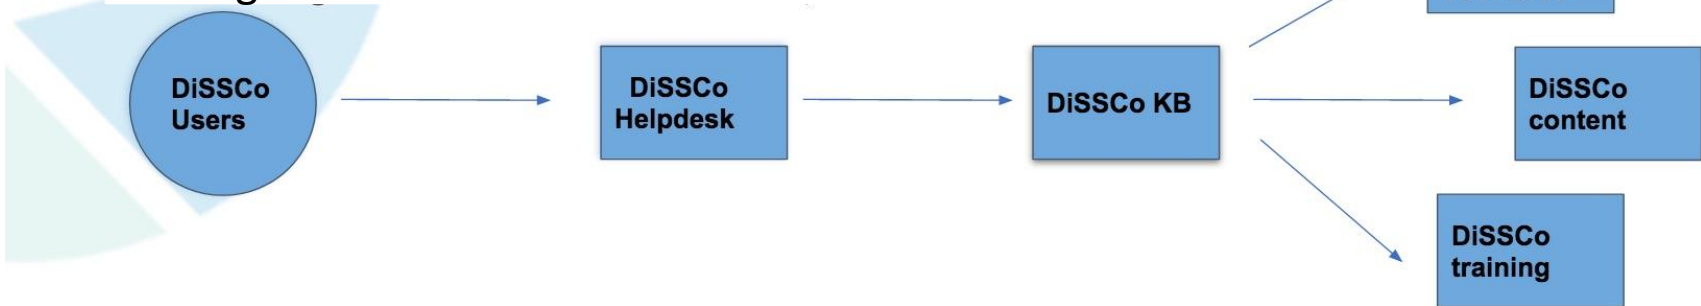 DiSSCo
Users
DiSSCo
Helpdesk
DiSSCo KB
DiSSCo
content
DiSSCo
training